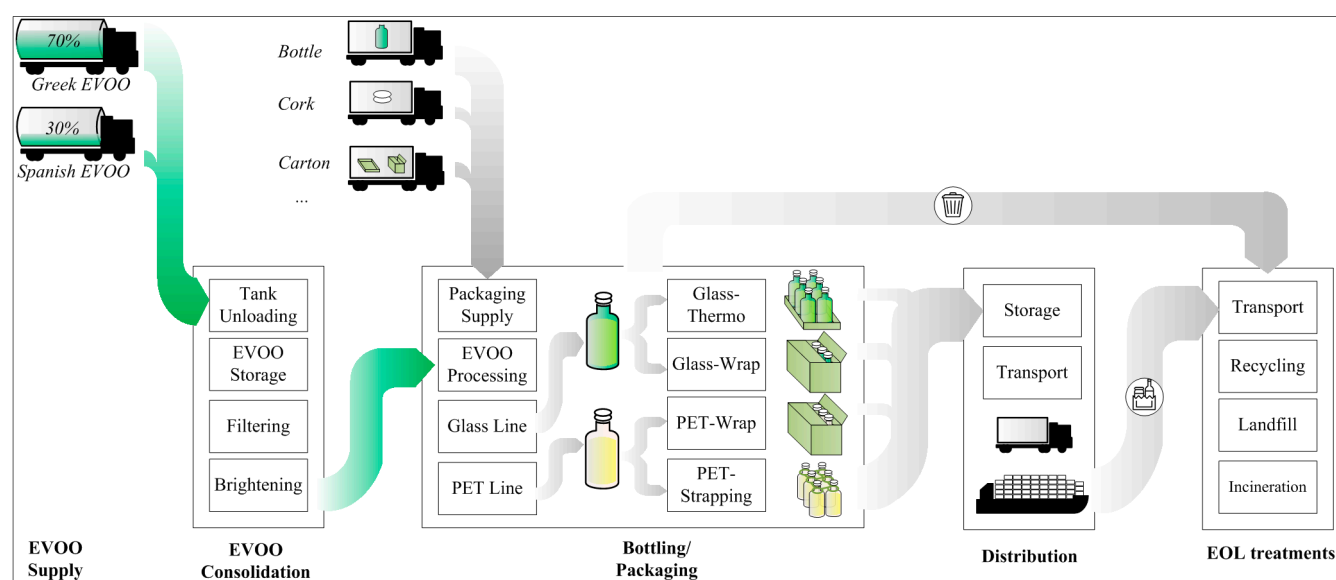 70%
Greek EVOO
30%
Spanish EVOO
Bottle
Cork
Carton
...
Tank
Unloading
EVOO
Storage
Filtering
Brightening
Packaging
Supply
EVOO
Processing
Glass Line
PET Line
Glass-
Thermo
Glass-Wrap
PET-Wrap
PET-
Strapping
Storage
Transport
Transport
Recycling
Landfill
Incineration
EVOO
Supply
EVOO
Consolidation
Bottling/
Packaging
Distribution
EOL treatments